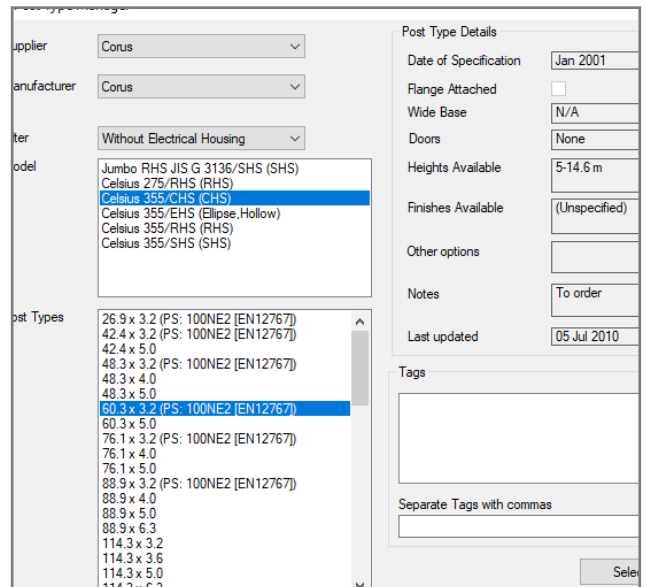 upplier
Corus
anufacturer
Corus
Without Electrical Housing
odel
Jumbo RHS JIS G 3136/SHS (SHS)
Celsius 275/RHS (RHS)
Celsius 355/CHS (CHS)
Celsius 355/EHS (Ellipse,Hollow)
Celsius 355/RHS (RHS)
Celsius 355/SHS (SHS)
ost Types
26.9 x 3.2 (PS: 100NE2 [EN12767])
42.4 x 3.2 (PS: 100NE2 [EN12767])
42.4 x 5.0
48.3 x 3.2 (PS: 100NE2 [EN12767])
48.3 x 4.0
48.3 x 5.0
60.3 x 3.2 (PS: 100NE2 [EN12767])
60.3 x 5.0
76.1 x 3.2 (PS: 100NE2 [EN12767])
76.1 x 4.0
76.1 x 5.0
88.9 x 3.2 (PS: 100NE2 [EN12767])
88.9 x 4.0
88.9 x 5.0
88.9 x 6.3
114.3 x 3.2
114.3 x 3.6
114.3 x 5.0
114.3 x 6.3
Post Type Details
Date of Specification
Jan 2001
Flange Attached
Wide Base
N/A
Doors
None
Heights Available
5-14.6 m
Finishes Available
(Unspecified)
Other options
Notes
To order
Last updated
05 Jul 2010
Tags
Separate Tags with commas
Sele